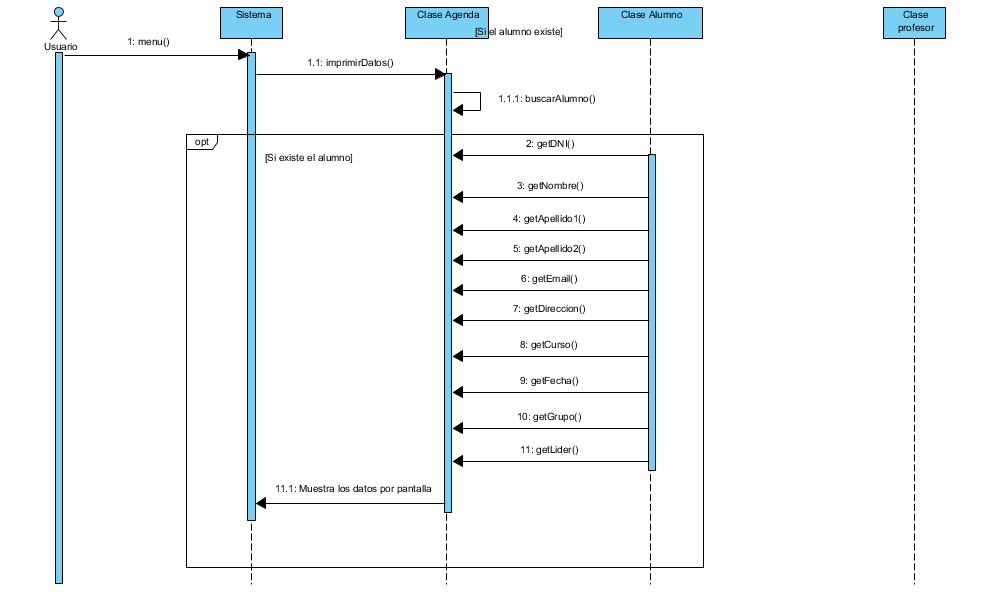 Usuario
Sistema
Clase Agenda
Clase Alumno
Clase
profesor
[Si el alumno existe]
1: menu()
1.1: imprimirDatos()
1.1.1: buscarAlumno()
opt
[Si existe el alumno]
2: getDNI()
3: getNombre()
4: getApellido1()
5: getApellido2()
6: getEmail()
7: getDireccion()
8: getCurso()
9: getFecha()
10: getGrupo()
11: getLider()
11.1: Muestra los datos por pantalla